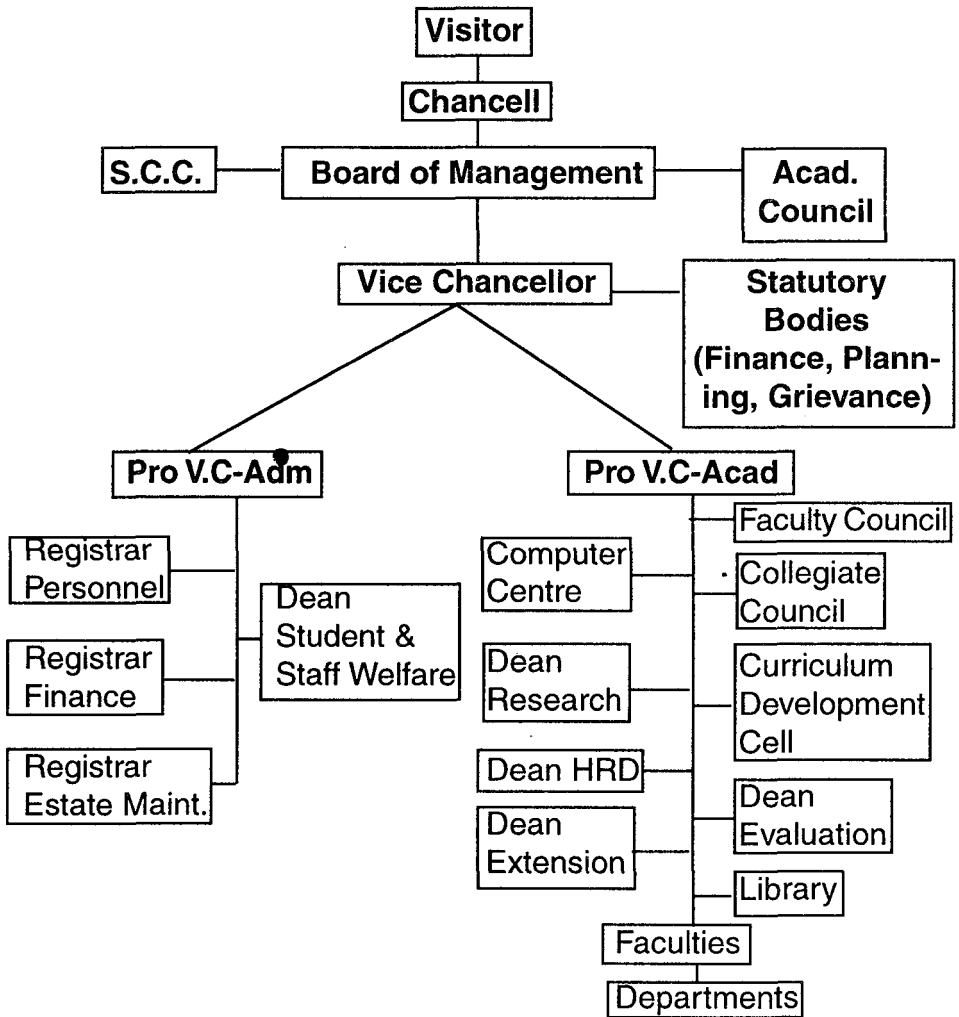 Visitor
Chancell
S.C.C.
Board of Management
Acad.
Council
Vice Chancellor
Statutory
Bodies
(Finance, Plann-
ing, Grievance)
Pro V.C-Adm
Pro V.C-Acad
Registrar
Personnel
Registrar
Finance
Registrar
Estate Maint.
Dean
Student &
Staff Welfare
Computer
Centre
Dean
Research
Dean HRD
Dean
Extension
Faculty Council
Collegiate
Council
Curriculum
Development
Cell
Dean
Evaluation
Library
Faculties
Departments